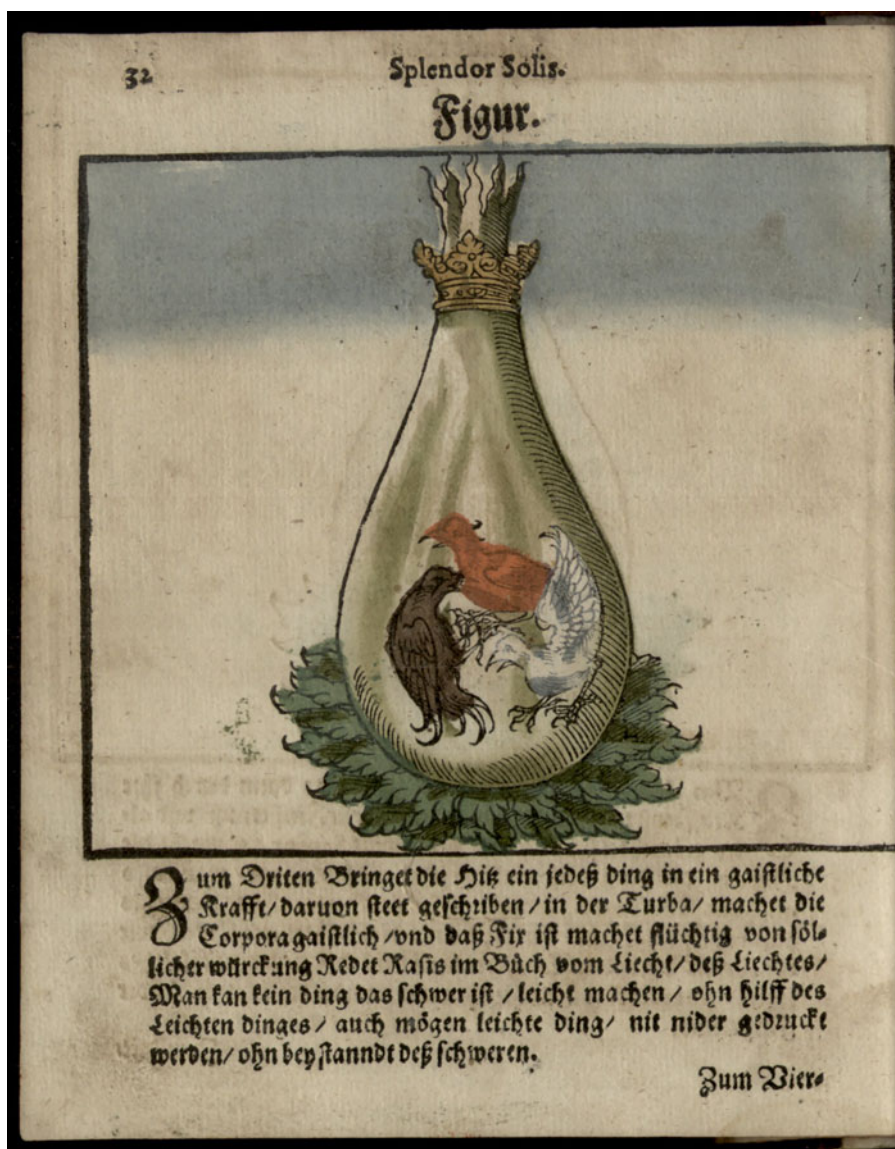 32
Splendor Solis.
Figur.
Zum Driten Bringet die Hitz ein jedeß ding in ein gaistliche
Krafft/ daruon steet geschriben/ in der Turba/ machet die
Corpora gaistlich/ vnd daß Fix ist machet flüchtig von söl⸗
licher würckung Redet Rasis im Büch vom Liecht/ deß Liechtes/
Man kan kein ding das schwer ist/ leicht machen/ ohn hilff des
Leichten dinges/ auch mögen leichte ding/ nit nider gedruckt
werden/ ohn beystanndt deß schweren.
Zum Vier⸗